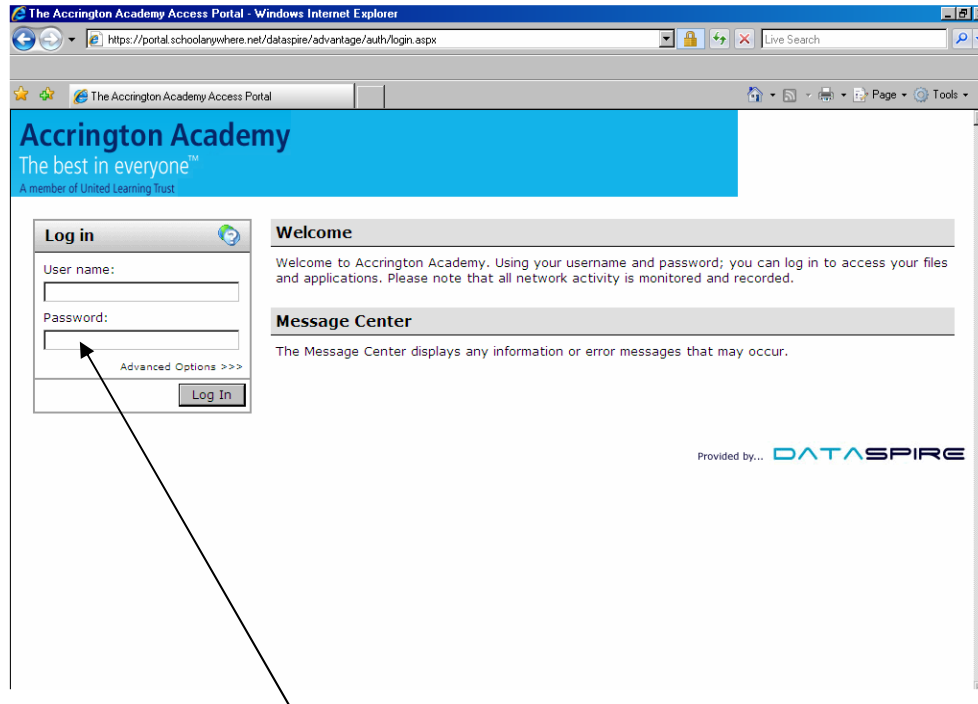 The Accrington Academy Access Portal - Windows Internet Explorer
https://portal.schoolanywhere.net/dataspire/advantage/auth/login.aspx
Live Search
The Accrington Academy Access Portal
Page
Tools
Accrington Academy
The best in everyone™
A member of United Learning Trust
Log in
User name:
Password:
Advanced Options >>>
Log In
Welcome
Welcome to Accrington Academy. Using your username and password; you can log in to access your files
and applications. Please note that all network activity is monitored and recorded.
Message Center
The Message Center displays any information or error messages that may occur.
Provided by... DATASPIRE